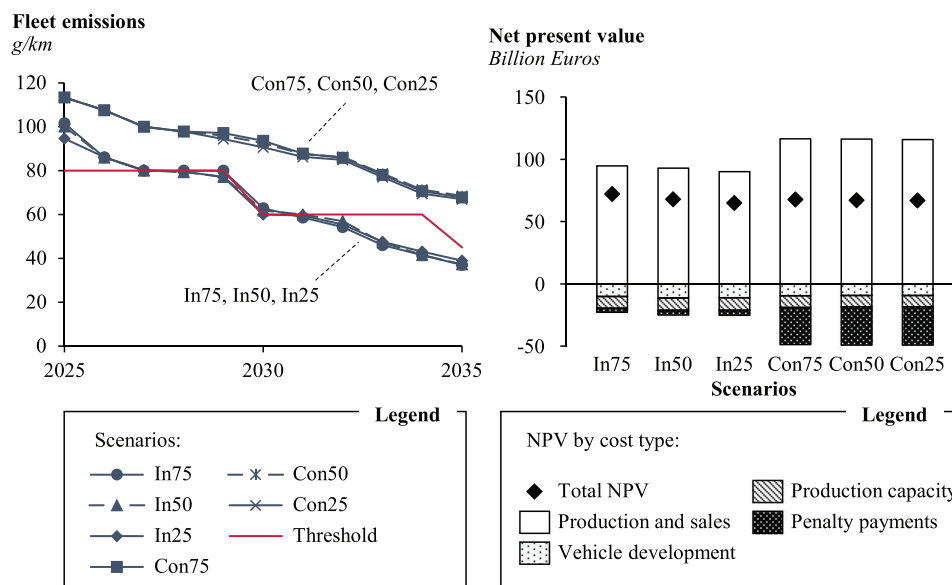 Fleet emissions
g/km
120
100
80
60
40
20
0
2025
2030
2035
Con75, Con50, Con25
In75, In50, In25
Net present value
Billion Euros
150
100
50
0
-50
In75
In50
In25
Con75
Con50
Con25
Scenarios
Legend
Scenarios:
In75
In50
In25
Con75
Con50
Con25
Threshold
Legend
NPV by cost type:
Total NPV
Production and sales
Vehicle development
Production capacity
Penalty payments